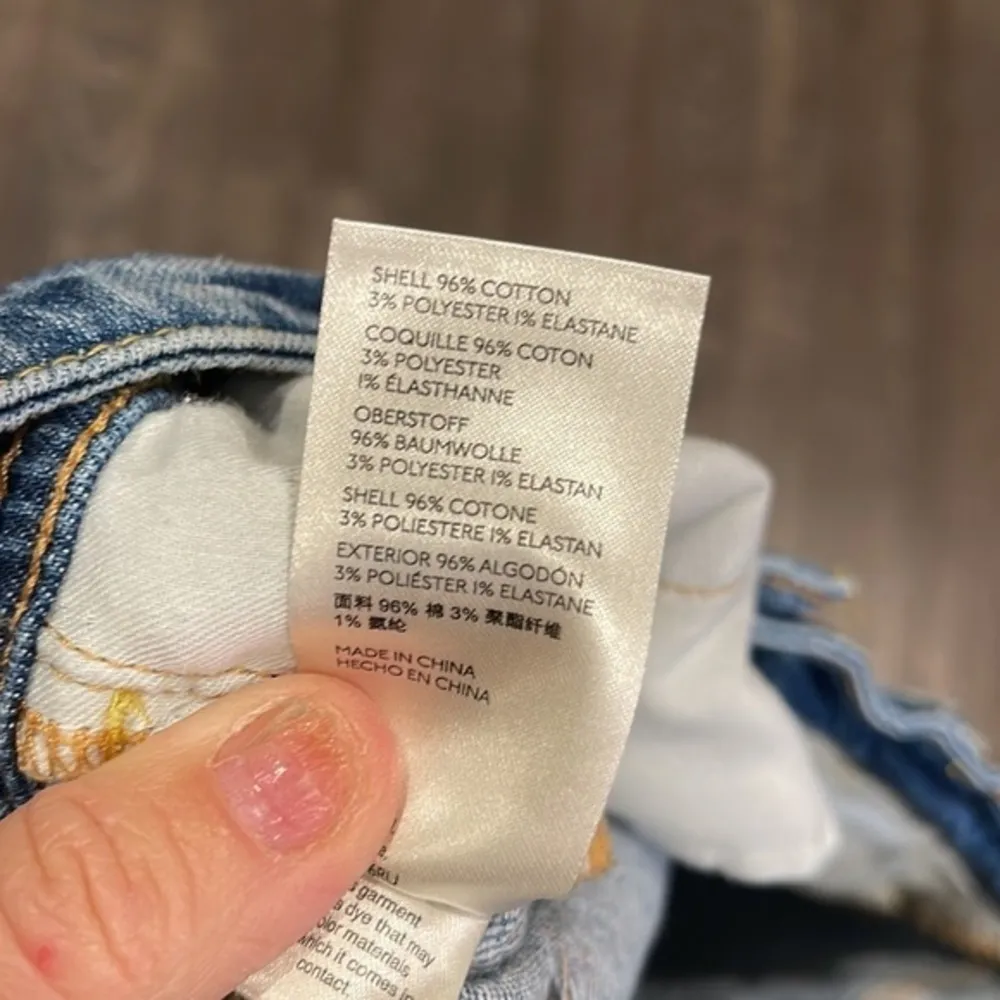 SHELL 96% COTTON
3% POLYESTER 1% ELASTANE
COQUILLE 96% COTON
3% POLYESTER
1% ÉLASTHANNE
OBERSTOFF
96% BAUMWOLLE
3% POLYESTER 1% ELASTAN
SHELL 96% COTONE
3% POLIESTERE 1% ELASTAN
EXTERIOR 96% ALGODÓN
3% POLIÉSTER 1% ELASTANE
面料 96% 棉 3% 聚酯纤维
1% 氨纶
MADE IN CHINA
HECHO EN CHINA
garment
dye that may
materials
which it comes in
contact.